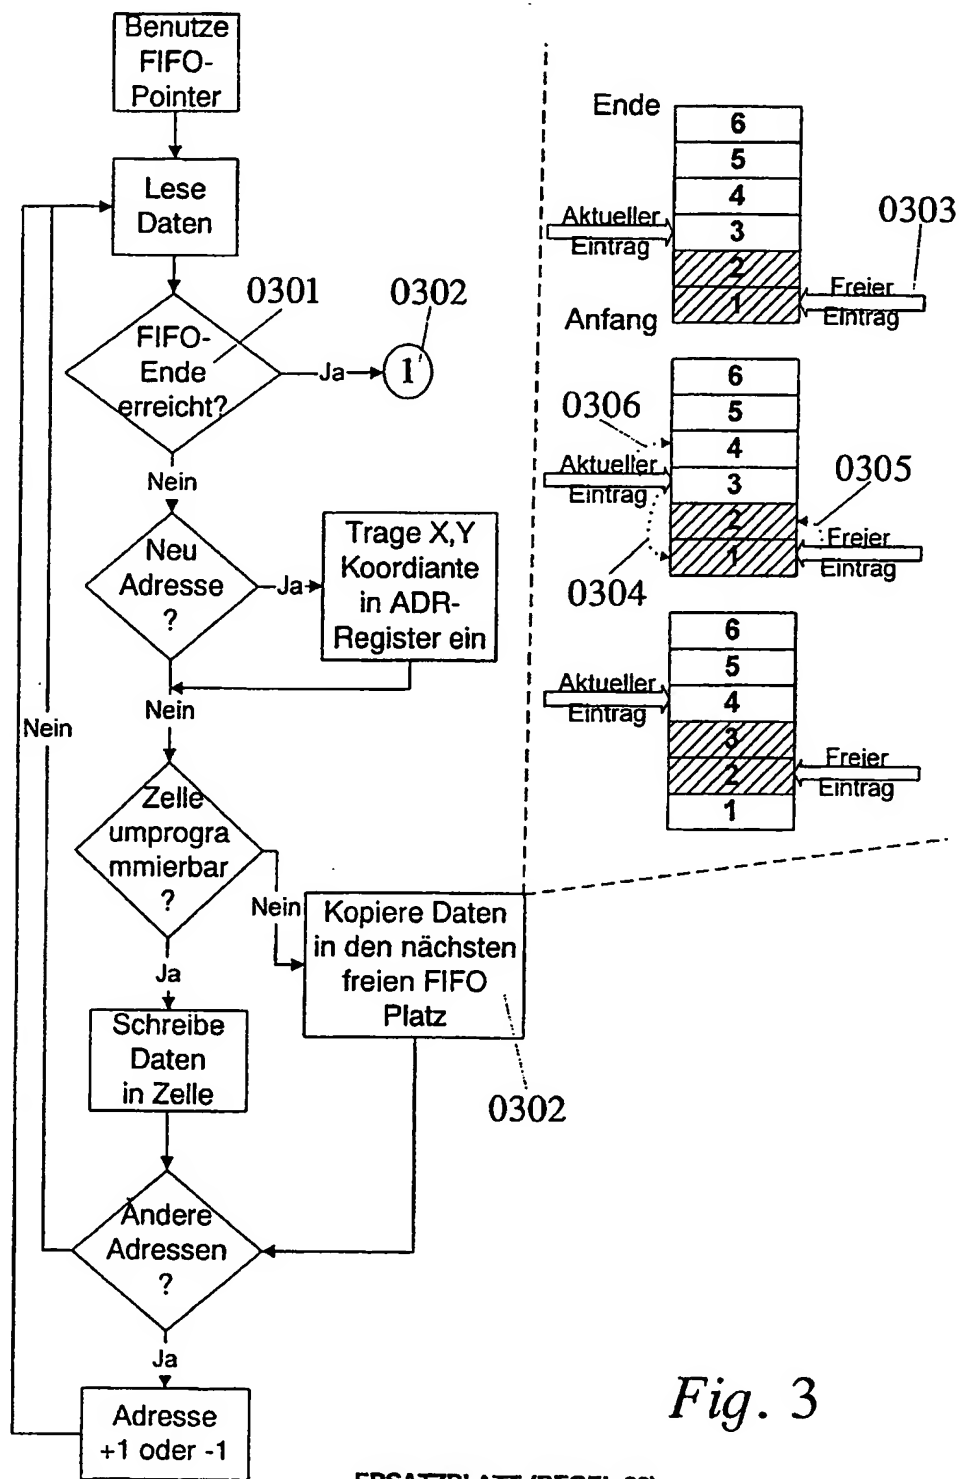 Benutze
FIFO-
Pointer
Lese
Daten
0301
0302
FIFO-
Ende
erreicht?
Ja
1
Nein
Neu
Adresse
?
Ja
Trage X,Y
Koordiante
in ADR-
Register ein
Nein
Nein
Zelle
umprogra
mmierbar
?
Nein
Kopiere Daten
in den nächsten
freien FIFO
Platz
0302
Ja
Schreibe
Daten
in Zelle
Andere
Adressen
?
Ja
Adresse
+1 oder -1
Ende
6
5
4
3
2
1
Aktueller
Eintrag
0303
Freier
Eintrag
Anfang
6
5
4
3
2
1
0306
Aktueller
Eintrag
0304
0305
Freier
Eintrag
6
5
4
3
2
1
Aktueller
Eintrag
Freier
Eintrag
Fig. 3